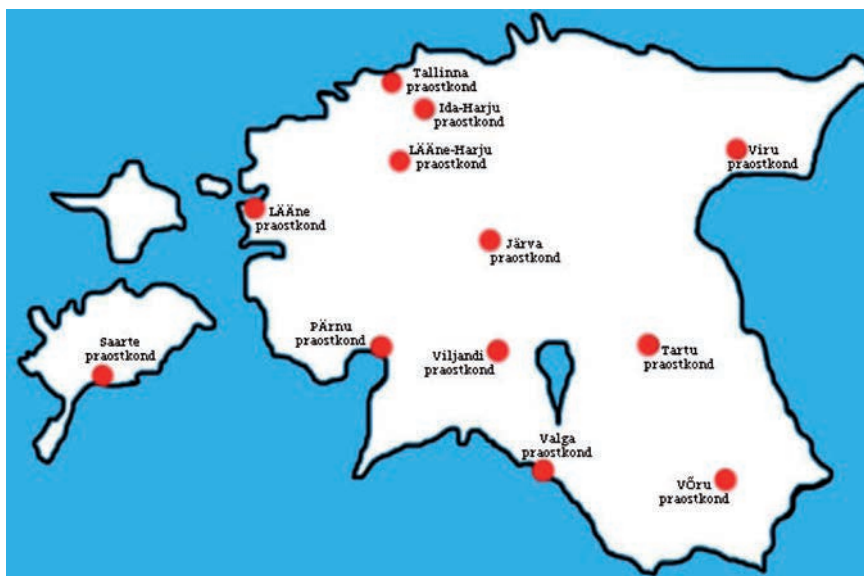 Tallinna
praostkond
Ida-Harju
praostkond
LÄÄne-Harju
praostkond
Viru
praostkond
LÄÄne
praostkond
Järva
praostkond
PÄrnu
praostkond
Saarte
praostkond
Viljandi
praostkond
Tartu
praostkond
Valga
praostkond
VÕru
praostkond